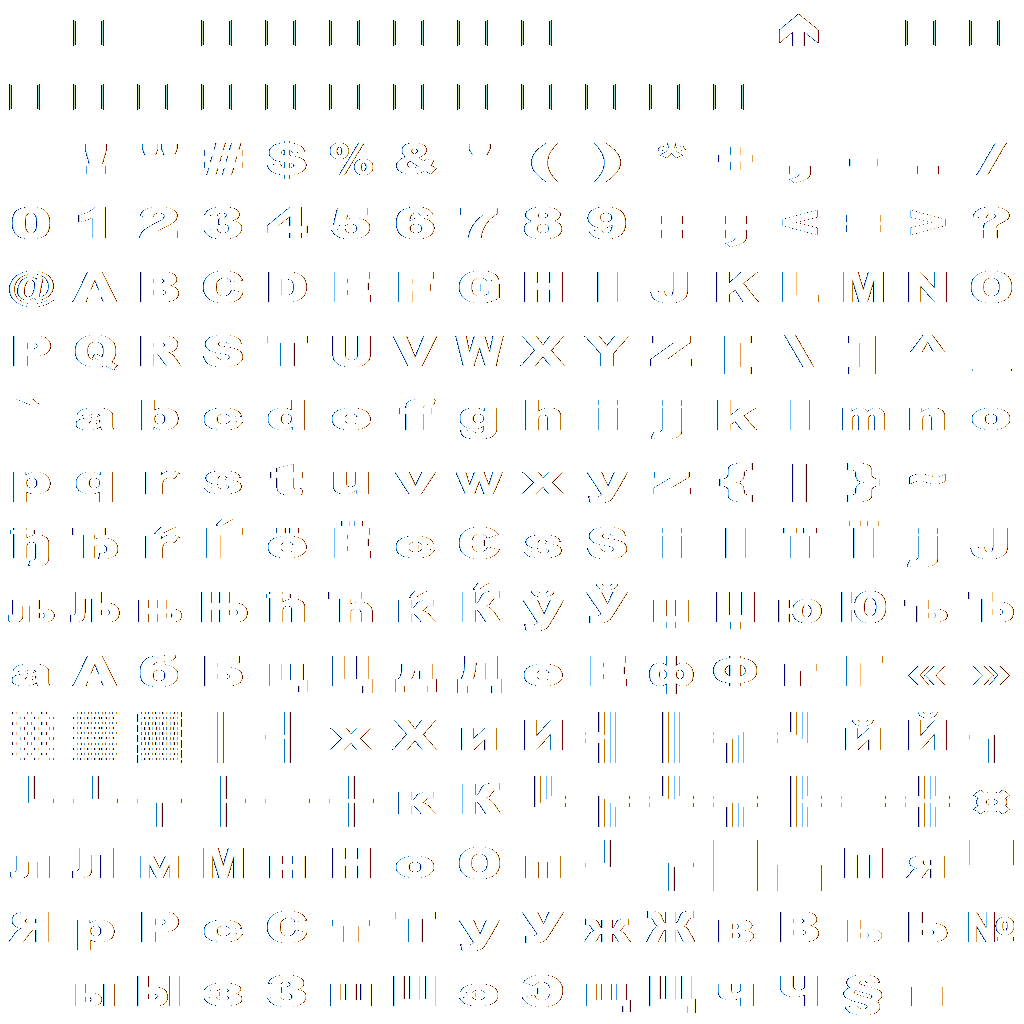 ! " # $ % & ' ( ) * + , - . /
0 1 2 3 4 5 6 7 8 9 : ; < = > ?
@ A B C D E F G H I J K L M N O
P Q R S T U V W X Y Z [ \ ] ^ _
` a b c d e f g h i j k l m n o
p q r s t u v w x y z { | } ~
ђ Ђ ѓ Ѓ ё Ё є Є ѕ Ѕ і І ї Ї ј Ј
љ Љ њ Њ ћ Ћ ќ Ќ ў Ў џ Џ ю Ю ъ Ъ
а А б Б ц Ц д Д е Е ф Ф г Г « »
░ ▒ ▓ │ ┤ х Х и И ╣ ║ ╗ ╝ й Й ┐
└ ┴ ┬ ├ ─ ┼ к К ╚ ╔ ╩ ╦ ╠ ═ ╬ ¤
л Л м М н Н о О п ┘ ┌ █ ▄ П я ▀
Я р Р с С т Т у У ж Ж в В ь Ь №
ы Ы з З ш Ш э Э щ Щ ч Ч § ■